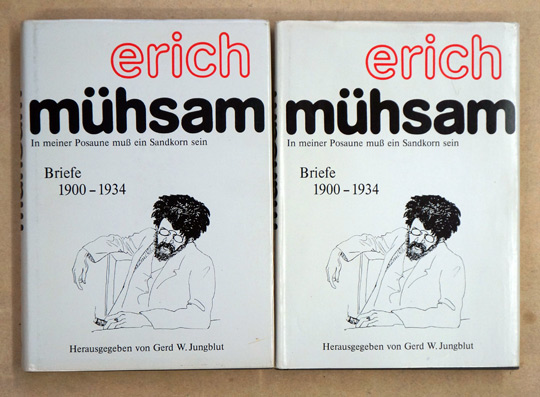 erich
mühsam
In meiner Posaune muß ein Sandkorn sein
Briefe
1900 – 1934
Herausgegeben von Gerd W. Jungblut
erich
mühsam
In meiner Posaune muß ein Sandkorn sein
Briefe
1900 – 1934
Herausgegeben von Gerd W. Jungblut